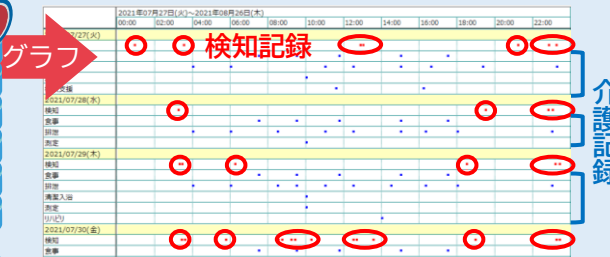 2021年07月27日(火)～2021年08月26日(木)
00:00 02:00 04:00 06:00 08:00 10:00 12:00 14:00 16:00 18:00 20:00 22:00
/27(火)
グラフ
検知記録
支援
2021/07/28(水)
検知
食事
排泄
測定
2021/07/29(木)
検知
食事
排泄
清潔入浴
測定
リハビリ
2021/07/30(金)
検知
食事
介護記録